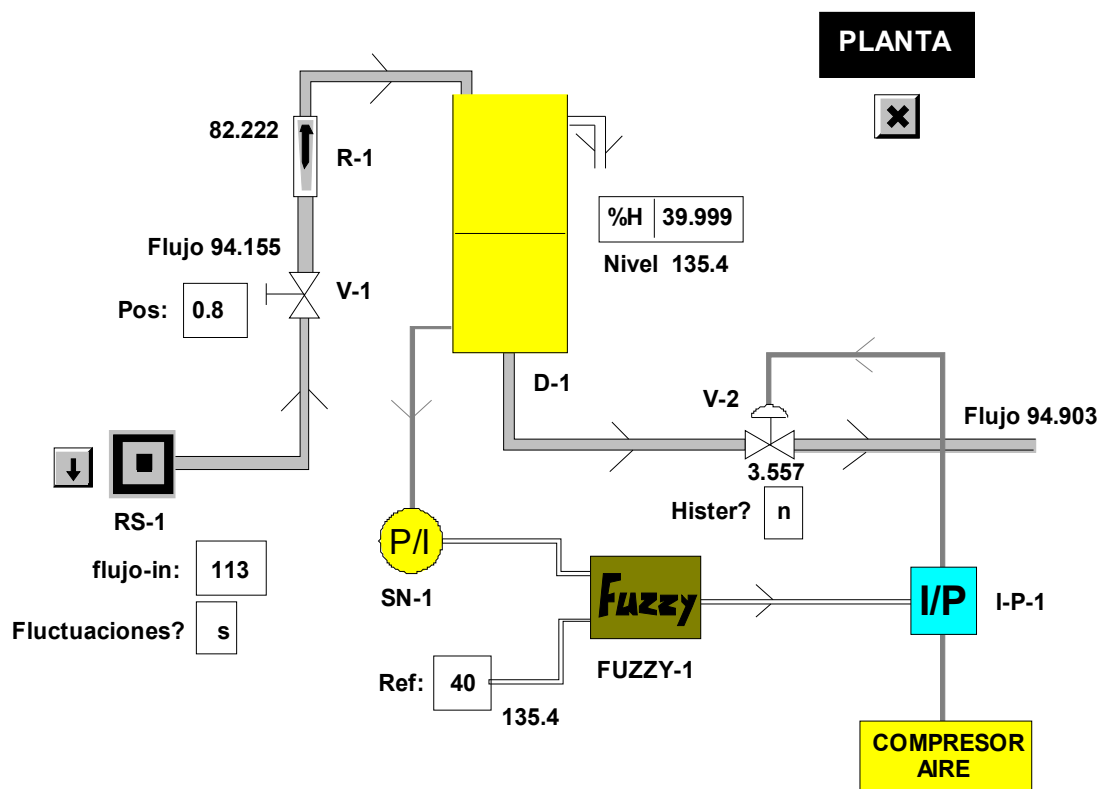 PLANTA
82.222
R-1
%H 39.999
Flujo 94.155
Nivel 135.4
V-1
Pos: 0.8
D-1
V-2
Flujo 94.903
3.557
Hister? n
RS-1
P/I
flujo-in: 113
SN-1
Fuzzy
I/P
I-P-1
Fluctuaciones? s
FUZZY-1
Ref: 40
135.4
COMPRESOR
AIRE